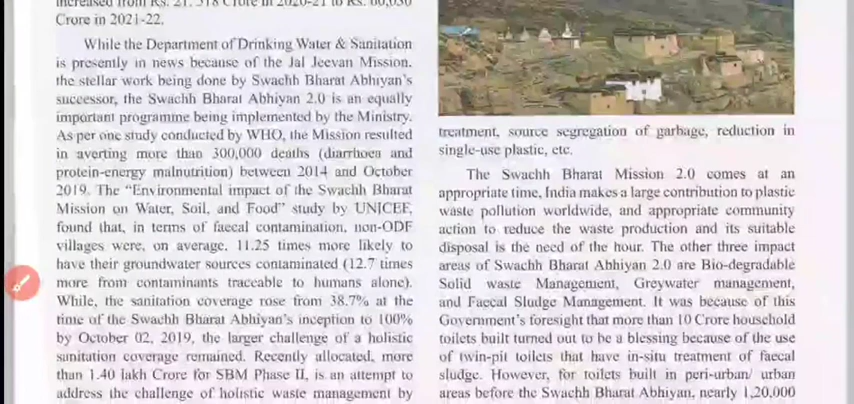 increased from Rs. 21, 518 Crore in 2020-21 to Rs. 60,030
Crore in 2021-22.
While the Department of Drinking Water & Sanitation
is presently in news because of the Jal Jeevan Mission,
the stellar work being done by Swachh Bharat Abhiyan's
successor, the Swachh Bharat Abhiyan 2.0 is an equally
important programme being implemented by the Ministry.
As per one study conducted by WHO, the Mission resulted
in averting more than 300,000 deaths (diarrhoea and
protein-energy malnutrition) between 2014 and October
2019. The “Environmental impact of the Swachh Bharat
Mission on Water, Soil, and Food” study by UNICEF,
found that, in terms of faecal contamination, non-ODF
villages were, on average, 11.25 times more likely to
have their groundwater sources contaminated (12.7 times
more from contaminants traceable to humans alone).
While, the sanitation coverage rose from 38.7% at the
time of the Swachh Bharat Abhiyan's inception to 100%
by October 02, 2019, the larger challenge of a holistic
sanitation coverage remained. Recently allocated, more
than 1.40 lakh Crore for SBM Phase II, is an attempt to
address the challenge of holistic waste management by
treatment, source segregation of garbage, reduction in
single-use plastic, etc.
The Swachh Bharat Mission 2.0 comes at an
appropriate time, India makes a large contribution to plastic
waste pollution worldwide, and appropriate community
action to reduce the waste production and its suitable
disposal is the need of the hour. The other three impact
areas of Swachh Bharat Abhiyan 2.0 are Bio-degradable
Solid waste Management, Greywater management,
and Faecal Sludge Management. It was because of this
Government's foresight that more than 10 Crore household
toilets built turned out to be a blessing because of the use
of twin-pit toilets that have in-situ treatment of faecal
sludge. However, for toilets built in peri-urban/ urban
areas before the Swachh Bharat Abhiyan, nearly 1,20,000